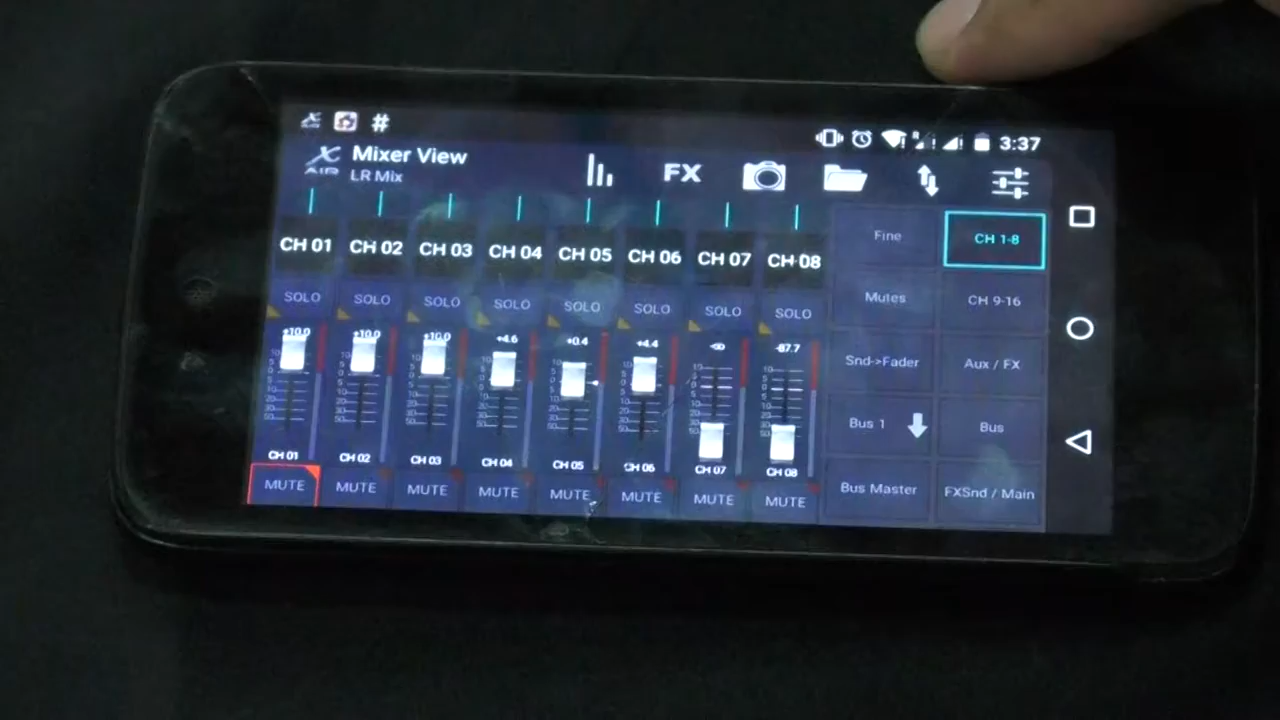 # 3:37
X AIR Mixer View
LR Mix
FX
CH 01 CH 02 CH 03 CH 04 CH 05 CH 06 CH 07 CH 08
Fine CH 1-8
SOLO SOLO SOLO SOLO SOLO SOLO SOLO SOLO
Mutes CH 9-16
+10.0 +10.0 +10.0 +4.6 +0.4 +4.4 -∞ -87.7
Snd->Fader Aux / FX
Bus 1 Bus
CH 01 CH 02 CH 03 CH 04 CH 05 CH 06 CH 07 CH 08
MUTE MUTE MUTE MUTE MUTE MUTE MUTE MUTE
Bus Master FXSnd / Main